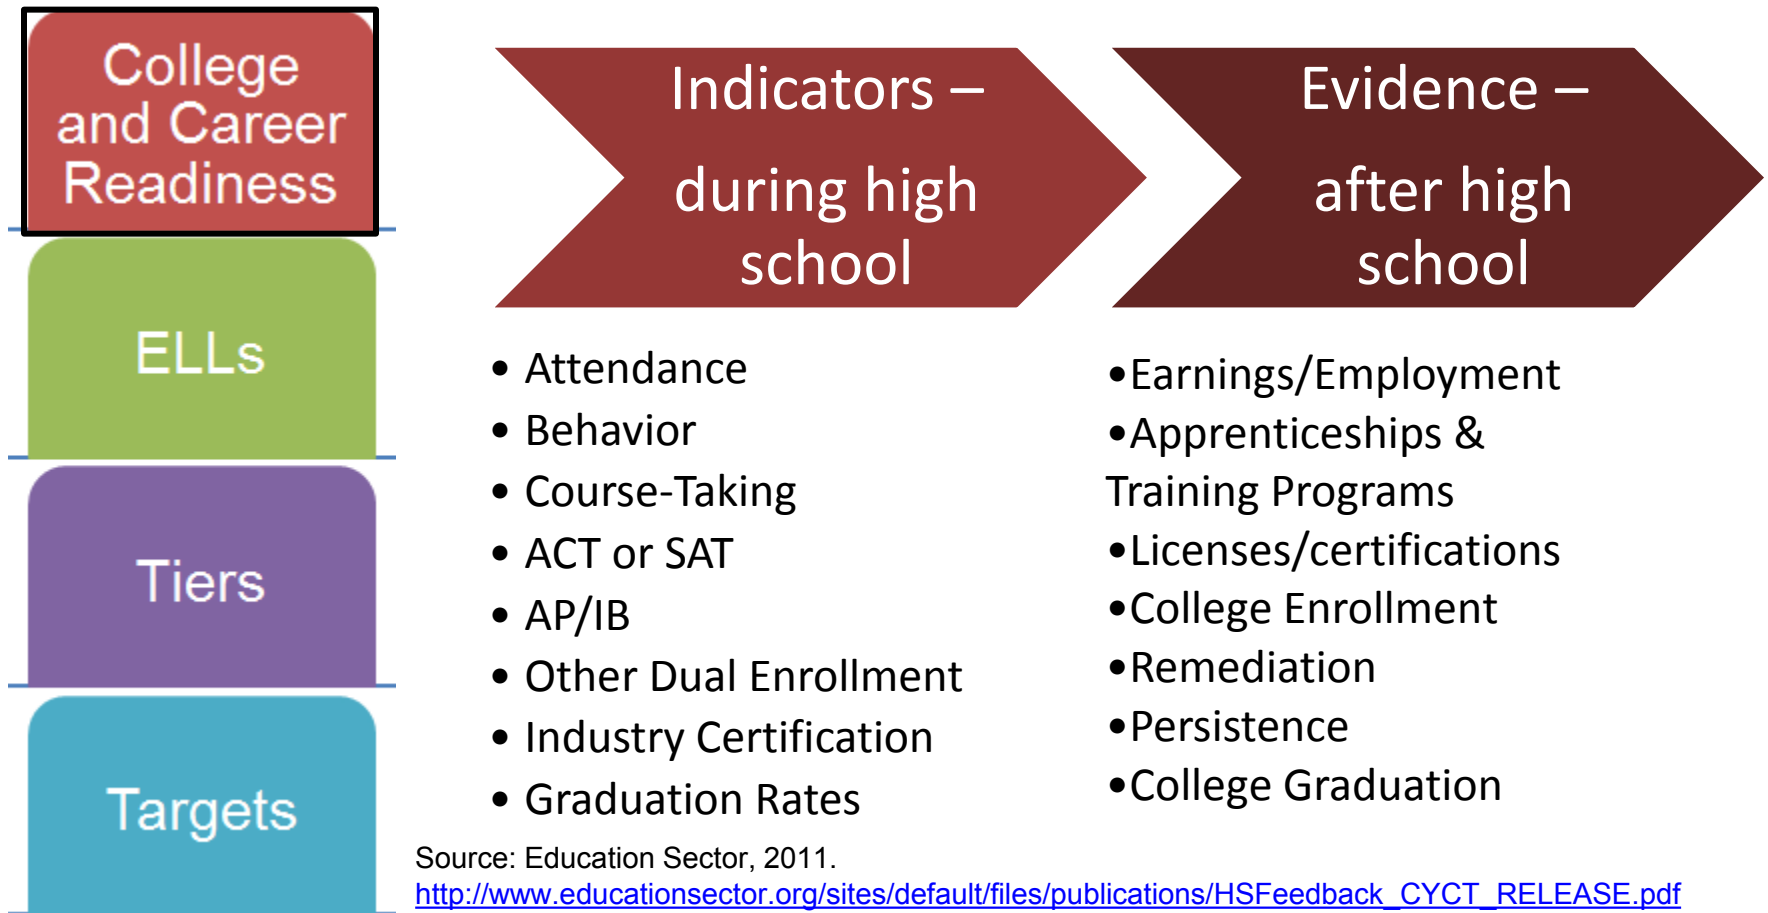 College
and Career
Readiness
ELLs
Tiers
Targets
Indicators –
during high
school
• Attendance
• Behavior
• Course-Taking
• ACT or SAT
• AP/IB
• Other Dual Enrollment
• Industry Certification
• Graduation Rates
Evidence –
after high
school
•Earnings/Employment
•Apprenticeships &
Training Programs
•Licenses/certifications
•College Enrollment
•Remediation
•Persistence
•College Graduation
Source: Education Sector, 2011.
http://www.educationsector.org/sites/default/files/publications/HSFeedback_CYCT_RELEASE.pdf